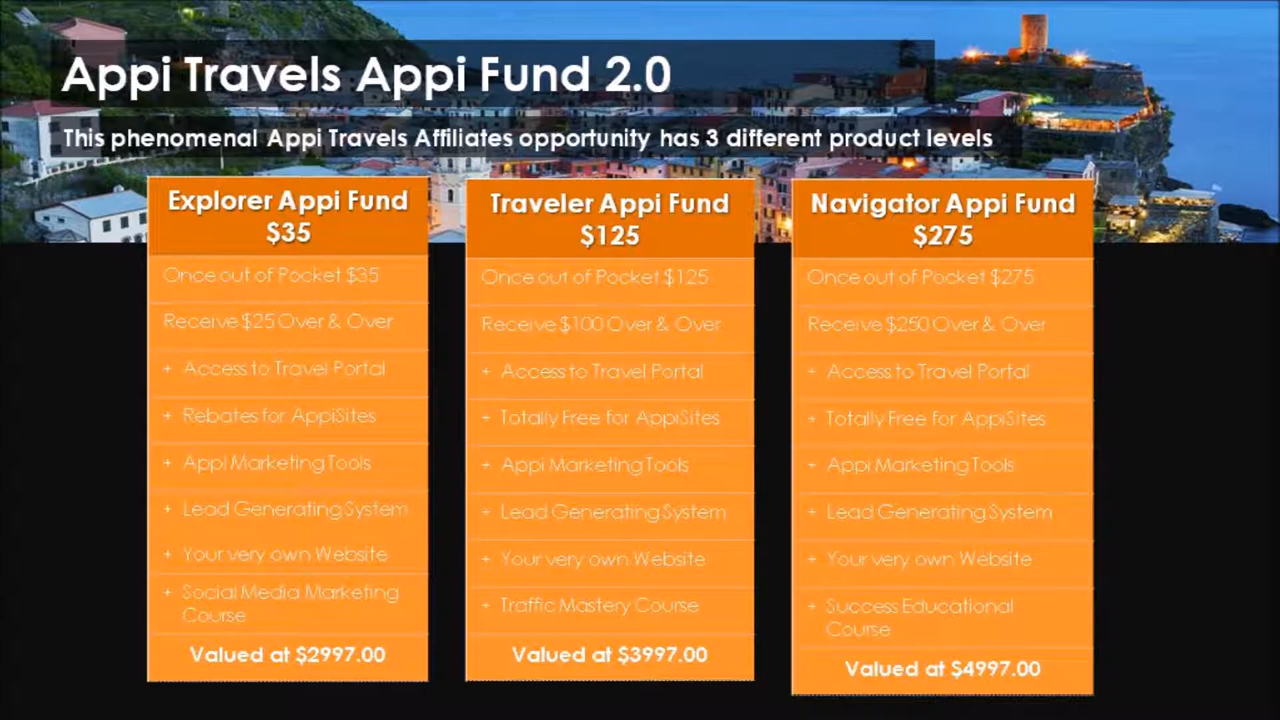 Appi Travels Appi Fund 2.0
This phenomenal Appi Travels Affiliates opportunity has 3 different product levels
Explorer Appi Fund
$35
Once out of Pocket $35
Receive $25 Over & Over
+ Access to Travel Portal
+ Rebates for AppiSites
+ Appi Marketing Tools
+ Lead Generating System
+ Your very own Website
+ Social Media Marketing
Course
Valued at $2997.00
Traveler Appi Fund
$125
Once out of Pocket $125
Receive $100 Over & Over
+ Access to Travel Portal
+ Totally Free for AppiSites
+ Appi Marketing Tools
+ Lead Generating System
+ Your very own Website
+ Traffic Mastery Course
Valued at $3997.00
Navigator Appi Fund
$275
Once out of Pocket $275
Receive $250 Over & Over
+ Access to Travel Portal
+ Totally Free for AppiSites
+ Appi Marketing Tools
+ Lead Generating System
+ Your very own Website
+ Success Educational
Course
Valued at $4997.00